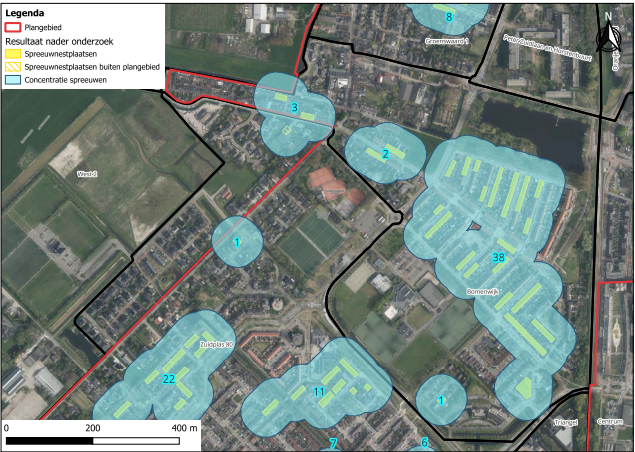 Legenda
Plangebied
Resultaat nader onderzoek
Spreeuwnestplaatsen
Spreeuwnestplaatsen buiten plangebied
Concentratie spreeuwen
8
Groenswaard 1
N
3
2
West 2
1
38
Bomenwijk
Zuidplas 80
22
11
1
7
6
Triangel
Centrum
0 200 400 m